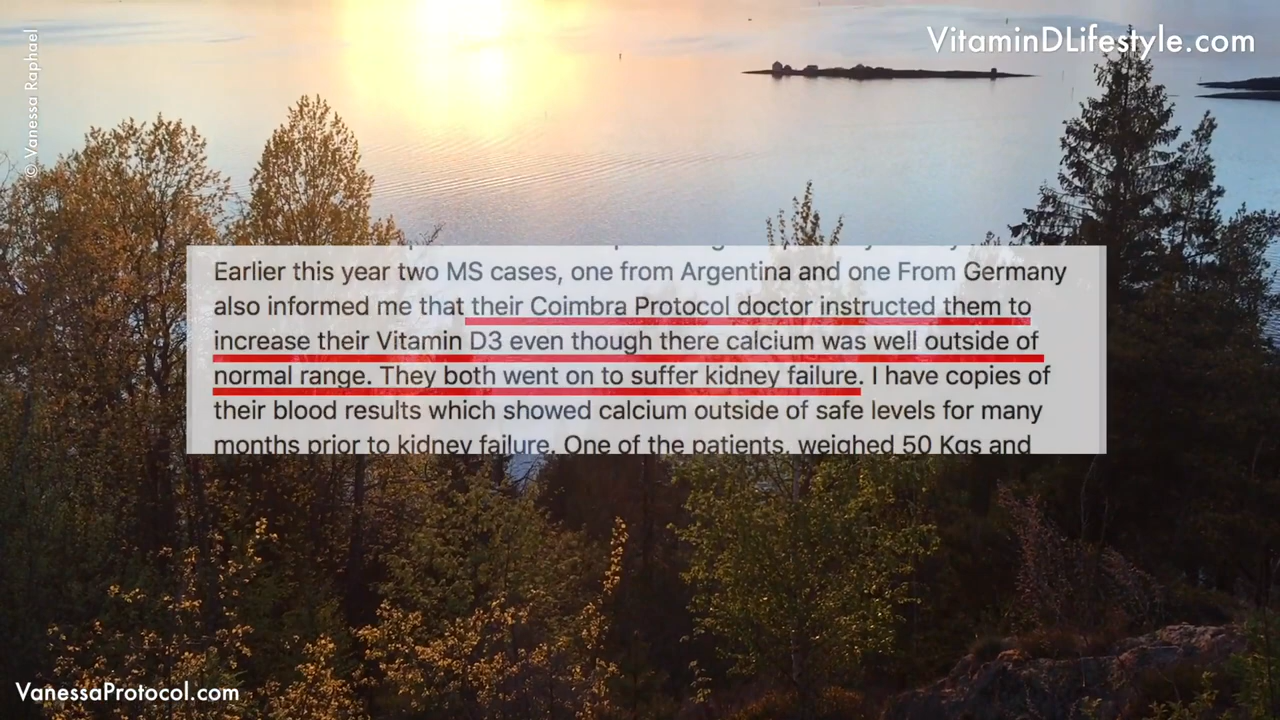 © Vanessa Raphael
VitaminDLifestyle.com
Earlier this year two MS cases, one from Argentina and one From Germany
also informed me that their Coimbra Protocol doctor instructed them to
increase their Vitamin D3 even though there calcium was well outside of
normal range. They both went on to suffer kidney failure. I have copies of
their blood results which showed calcium outside of safe levels for many
months prior to kidney failure. One of the patients, weighed 50 Kgs and
VanessaProtocol.com